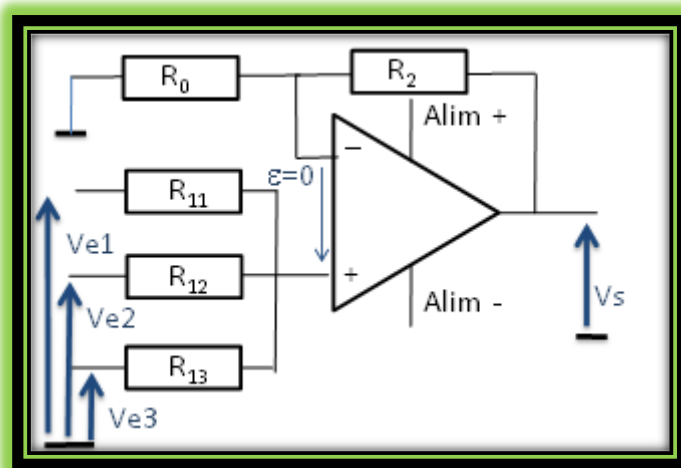 R₀
R₂
Alim +
−
ε=0
R₁₁
Ve1
R₁₂
+
Ve2
Alim -
Vs
R₁₃
Ve3